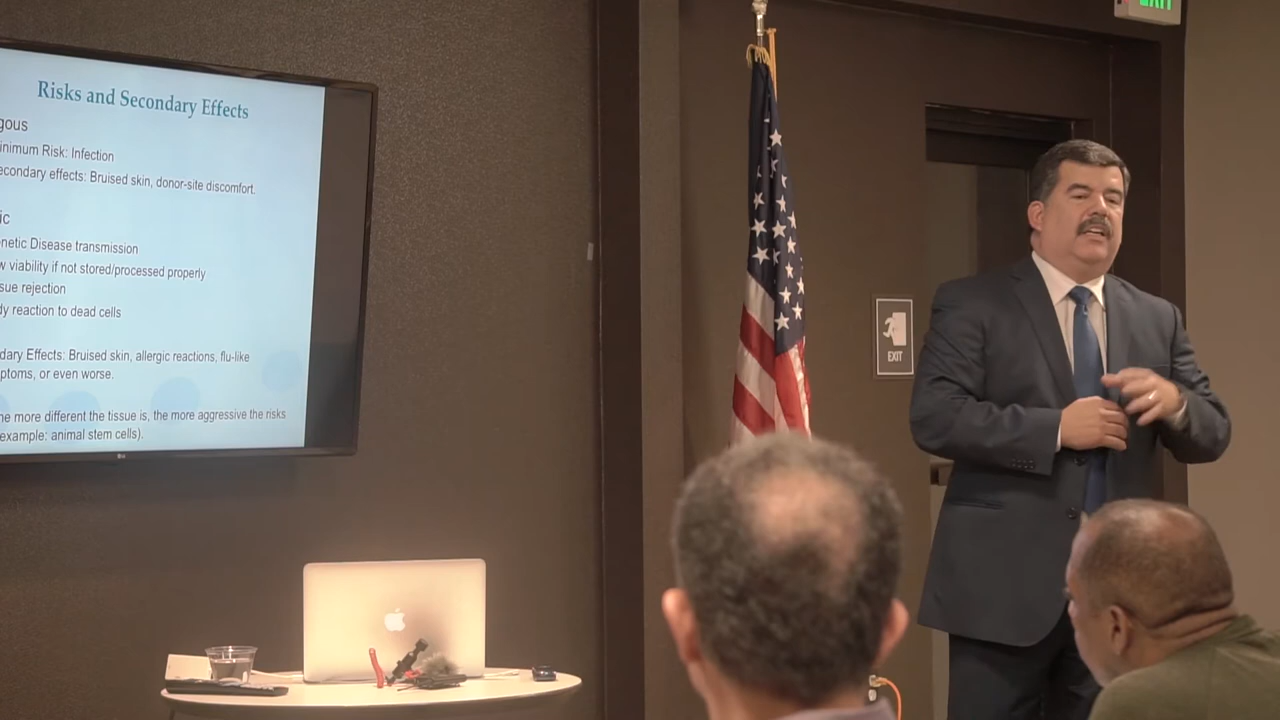 Risks and Secondary Effects
gous
inimum Risk: Infection
econdary effects: Bruised skin, donor-site discomfort.
ic
netic Disease transmission
w viability if not stored/processed properly
sue rejection
dy reaction to dead cells
dary Effects: Bruised skin, allergic reactions, flu-like
ptoms, or even worse.
he more different the tissue is, the more aggressive the risks
example: animal stem cells).
LG
EXIT
EXIT